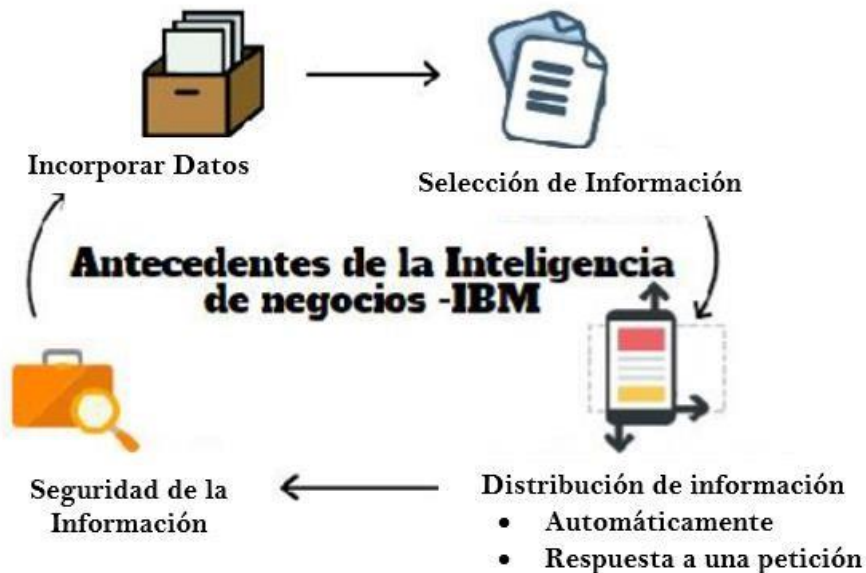 Incorporar Datos
Selección de Información
Antecedentes de la Inteligencia
de negocios -IBM
Seguridad de la
Información
Distribución de información
• Automáticamente
• Respuesta a una petición